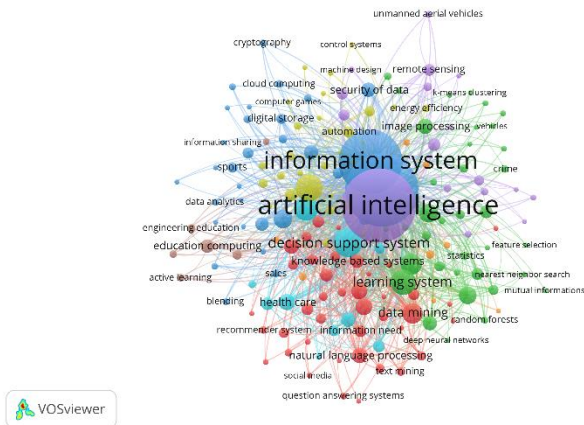 unmanned aerial vehicles
cryptography
control systems
machine design
remote sensing
cloud computing
security of data
k-means clustering
computer games
energy efficiency
digital storage
image processing
vehicles
automation
information sharing
information system
sports
crime
data analytics
artificial intelligence
engineering education
education computing
decision support system
feature selection
statistics
knowledge based systems
active learning
sales
nearest neighbor search
learning system
mutual informations
blending
health care
data mining
random forests
recommender system
information need
deep neural networks
natural language processing
social media
text mining
question answering systems
VOSviewer